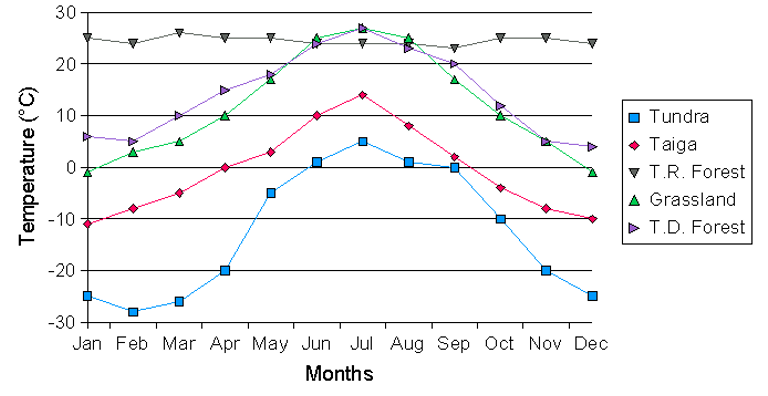 30
20
10
0
-10
-20
-30
Temperature (°C)
Jan Feb Mar Apr May Jun Jul Aug Sep Oct Nov Dec
Months
Tundra
Taiga
T.R. Forest
Grassland
T.D. Forest